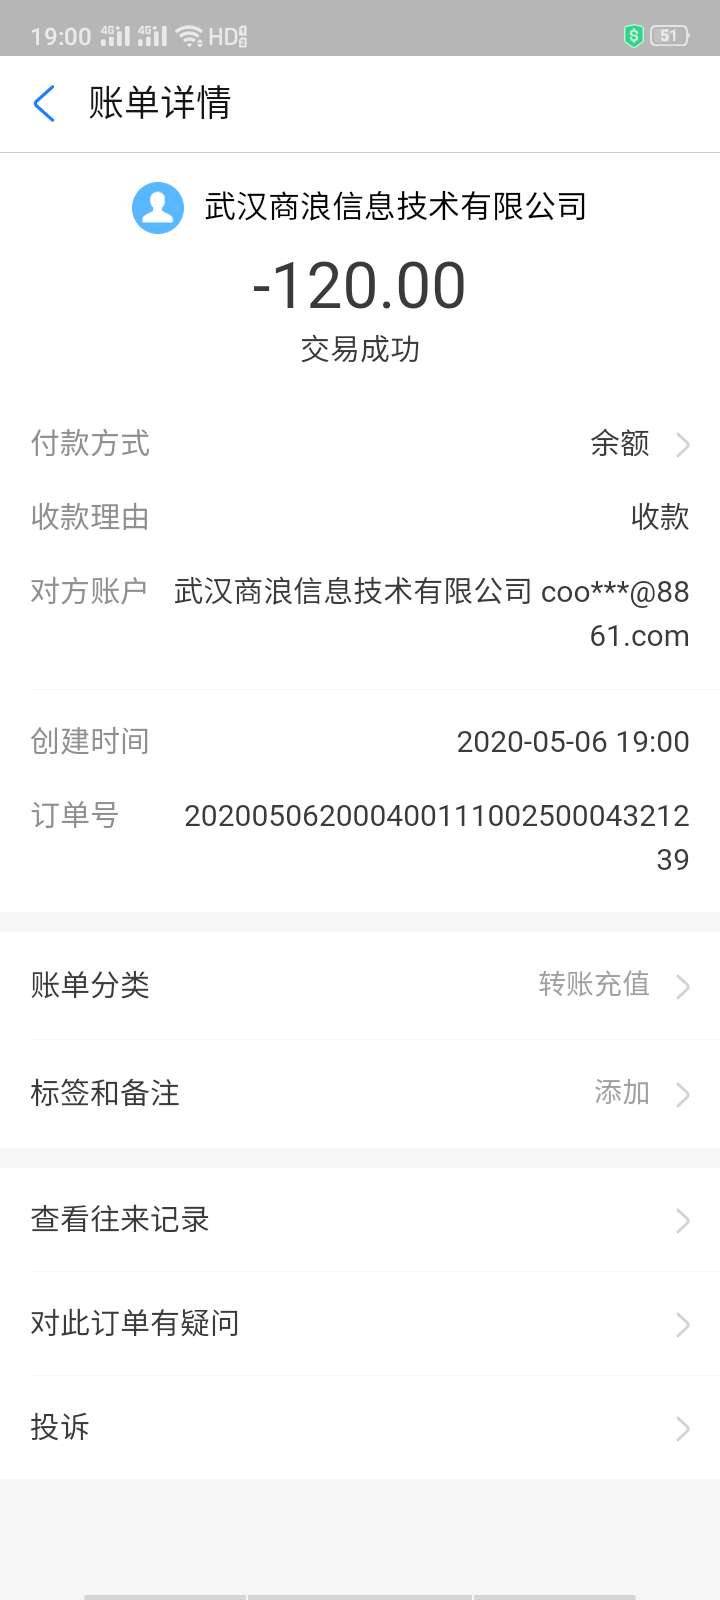 19:00 4G+ 4G+ HD 12 51
账单详情
武汉商浪信息技术有限公司
-120.00
交易成功
付款方式 余额
收款理由 收款
对方账户 武汉商浪信息技术有限公司 coo***@88
61.com
创建时间 2020-05-06 19:00
订单号 202005062000400111002500043212
39
账单分类 转账充值
标签和备注 添加
查看往来记录
对此订单有疑问
投诉